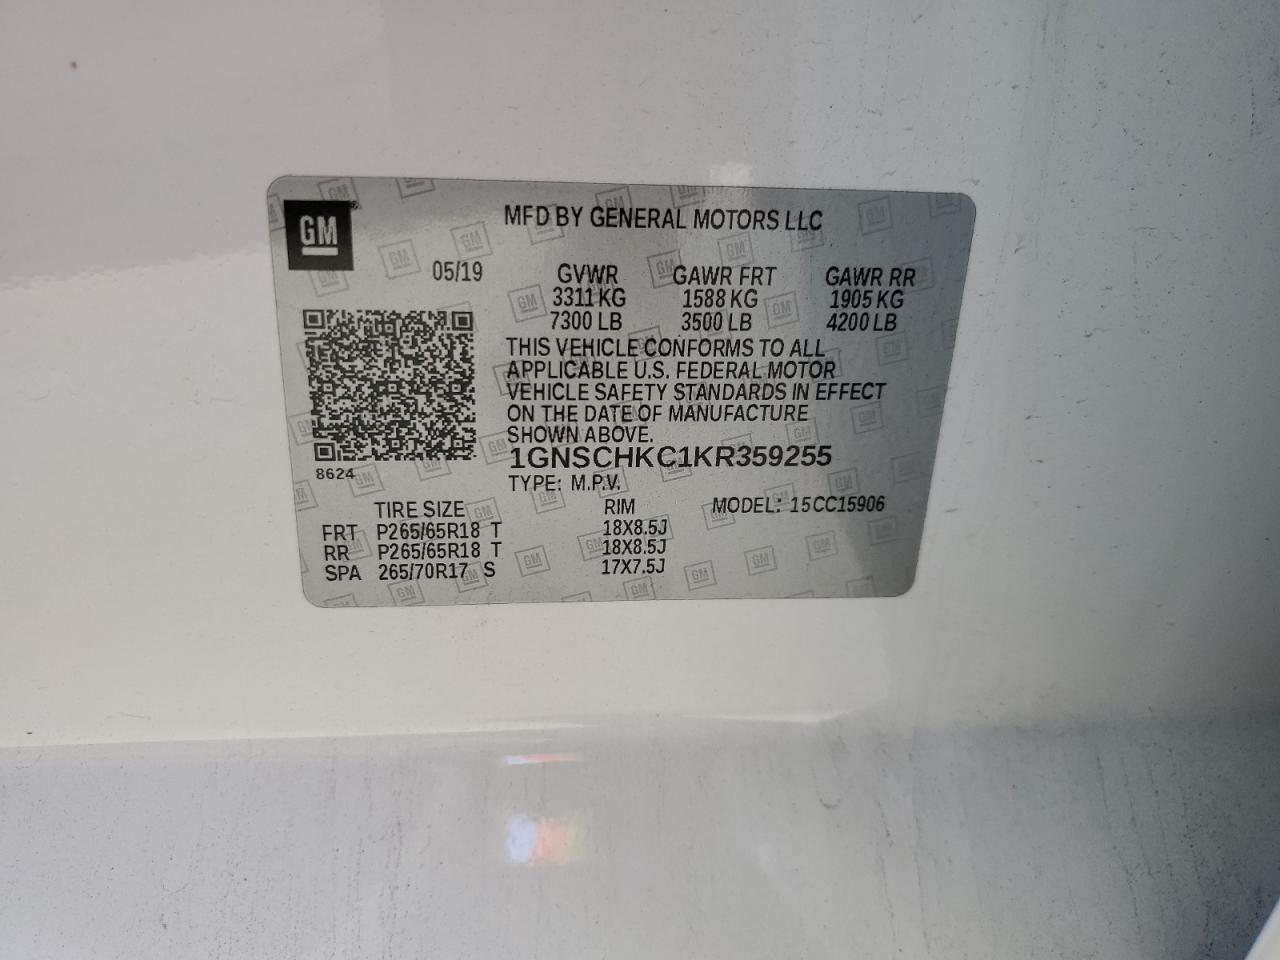 GM
MFD BY GENERAL MOTORS LLC
05/19 GVWR GAWR FRT GAWR RR
3311 KG 1588 KG 1905 KG
7300 LB 3500 LB 4200 LB
THIS VEHICLE CONFORMS TO ALL
APPLICABLE U.S. FEDERAL MOTOR
VEHICLE SAFETY STANDARDS IN EFFECT
ON THE DATE OF MANUFACTURE
SHOWN ABOVE.
1GNSCHKC1KR359255
8624
TYPE: M.P.V.
TIRE SIZE RIM MODEL: 15CC15906
FRT P265/65R18 T 18X8.5J
RR P265/65R18 T 18X8.5J
SPA 265/70R17 S 17X7.5J